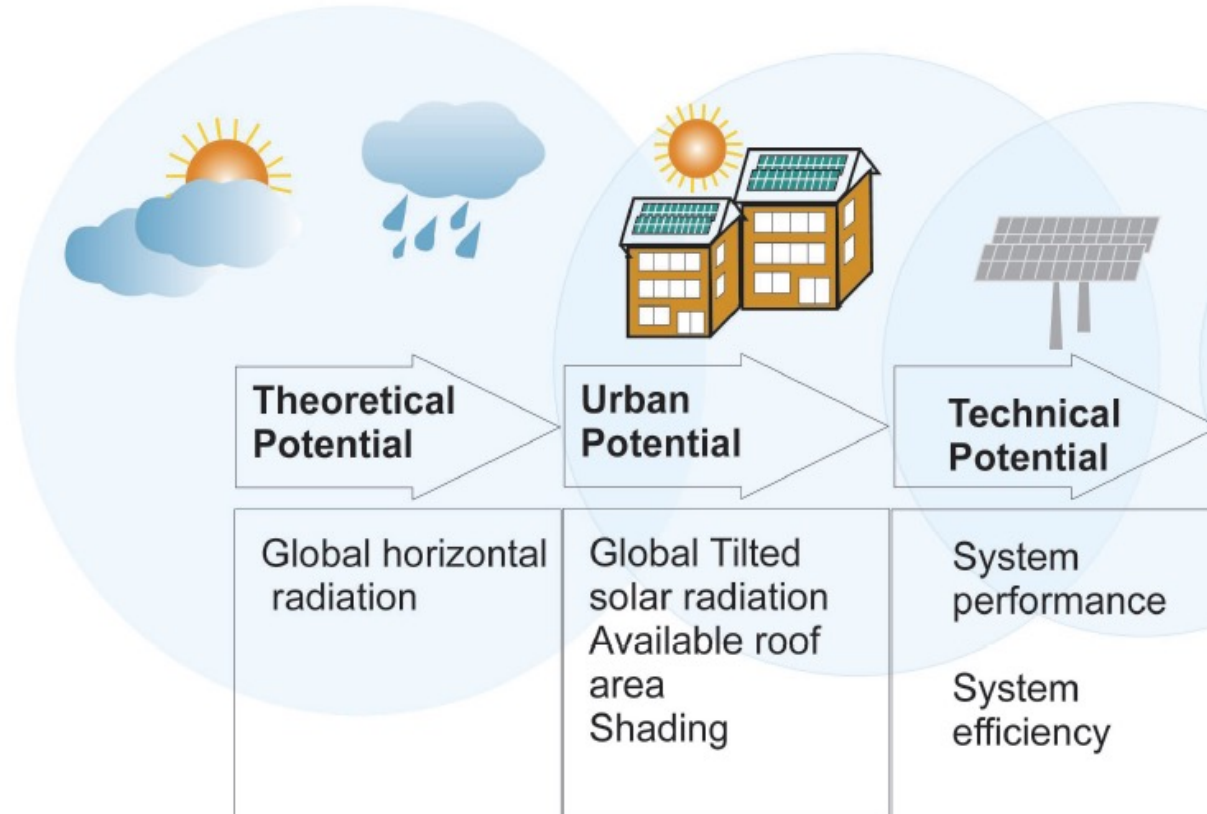 Theoretical
Potential
Urban
Potential
Technical
Potential
Global horizontal
radiation
Global Tilted
solar radiation
Available roof
area
Shading
System
performance
System
efficiency